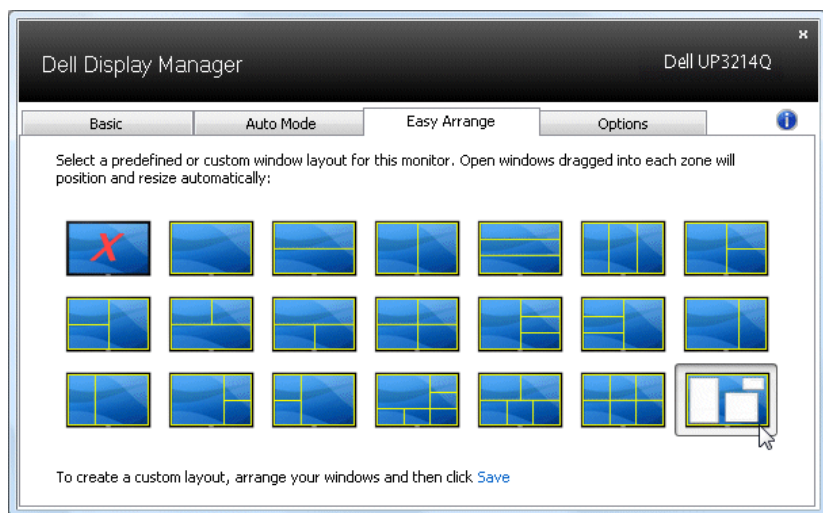 Dell Display Manager
Dell UP3214Q
Basic
Auto Mode
Easy Arrange
Options
Select a predefined or custom window layout for this monitor. Open windows dragged into each zone will
position and resize automatically:
To create a custom layout, arrange your windows and then click Save